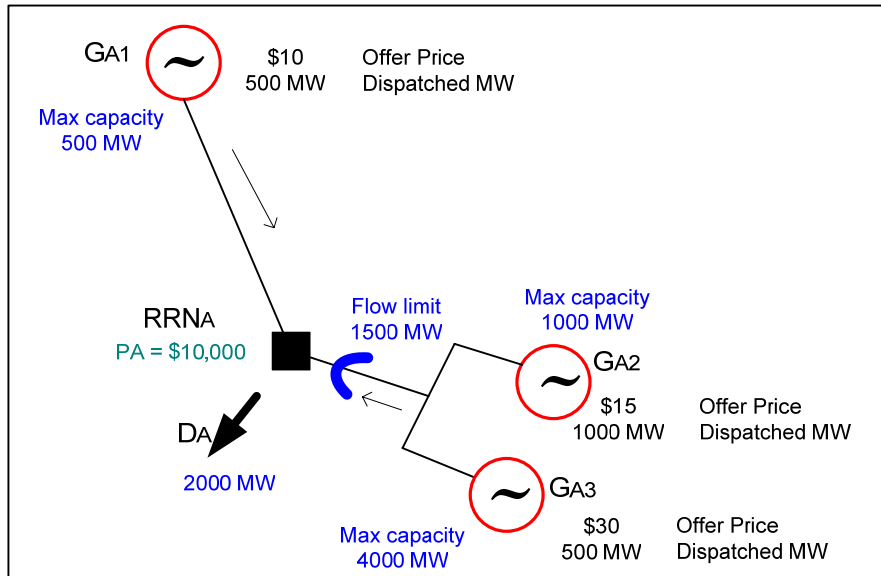 GA1
$10 Offer Price
500 MW Dispatched MW
Max capacity
500 MW
Flow limit
1500 MW
Max capacity
1000 MW
RRNA
PA = $10,000
GA2
$15 Offer Price
1000 MW Dispatched MW
DA
2000 MW
GA3
Max capacity
4000 MW
$30 Offer Price
500 MW Dispatched MW